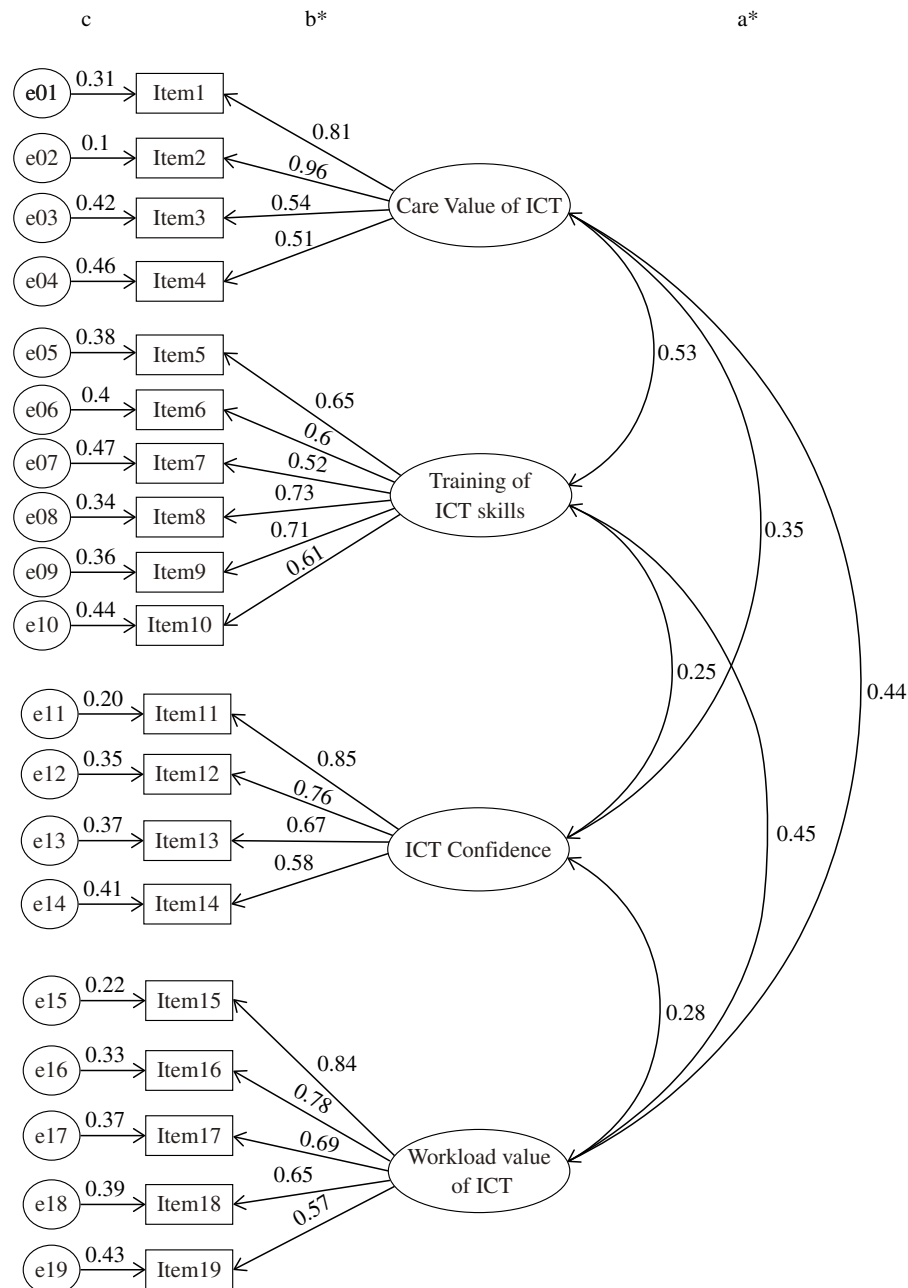 c b* a*
e01 0.31 Item1
0.81
e02 0.1 Item2
0.96
Care Value of ICT
e03 0.42 Item3
0.54
0.51
e04 0.46 Item4
0.53
e05 0.38 Item5
0.65
e06 0.4 Item6
0.6
e07 0.47 Item7
0.52
Training of
ICT skills
e08 0.34 Item8
0.73
0.35
0.71
e09 0.36 Item9
0.61
e10 0.44 Item10
0.25
0.44
e11 0.20 Item11
0.85
e12 0.35 Item12
0.76
e13 0.37 Item13
0.67
ICT Confidence
0.45
0.58
e14 0.41 Item14
e15 0.22 Item15
0.28
0.84
e16 0.33 Item16
0.78
e17 0.37 Item17
0.69
Workload value
of ICT
0.65
e18 0.39 Item18
0.57
e19 0.43 Item19